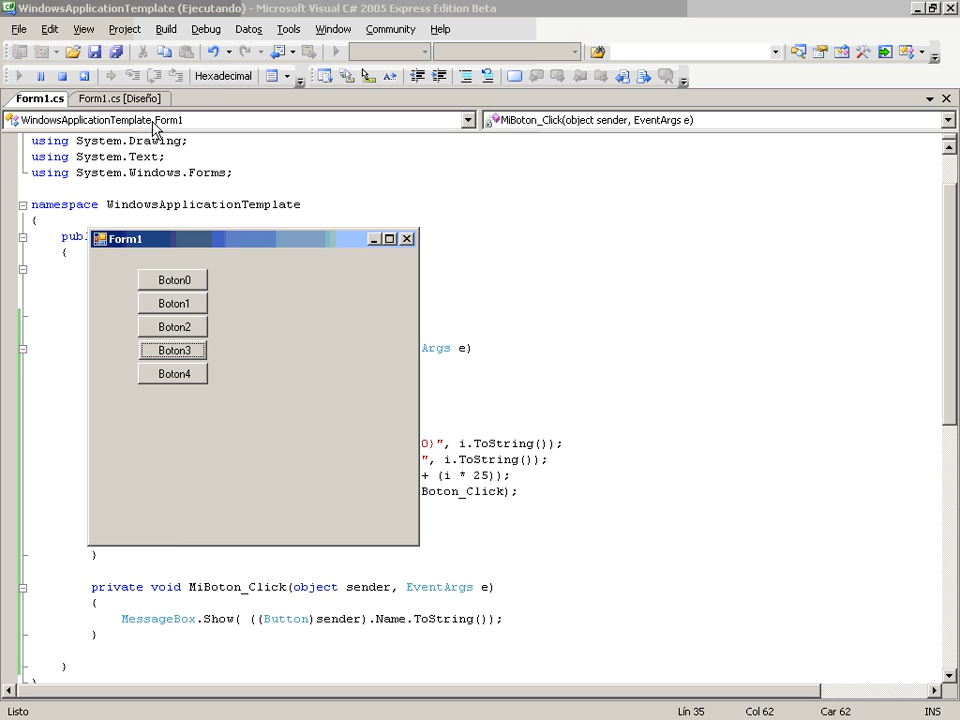 WindowsApplicationTemplate (Ejecutando) - Microsoft Visual C# 2005 Express Edition Beta
File Edit View Project Build Debug Datos Tools Window Community Help
Hexadecimal
Form1.cs Form1.cs [Diseño]
WindowsApplicationTemplate.Form1 MiBoton_Click(object sender, EventArgs e)
using System.Drawing;
using System.Text;
using System.Windows.Forms;
namespace WindowsApplicationTemplate
{
pub
{
Form1
Boton0
Boton1
Boton2
Boton3
Boton4
Args e)
0)", i.ToString());
", i.ToString());
+ (i * 25));
Boton_Click);
}
private void MiBoton_Click(object sender, EventArgs e)
{
MessageBox.Show( ((Button)sender).Name.ToString());
}
}
Listo Lín 35 Col 62 Car 62 INS